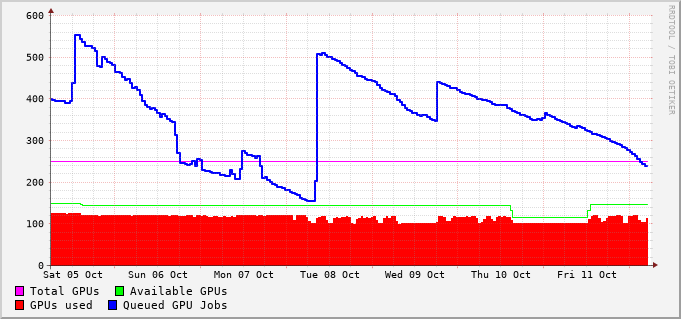 600
500
400
300
200
100
0
Sat 05 Oct Sun 06 Oct Mon 07 Oct Tue 08 Oct Wed 09 Oct Thu 10 Oct Fri 11 Oct
Total GPUs Available GPUs
GPUs used Queued GPU Jobs
RRDTOOL / TOBI OETIKER